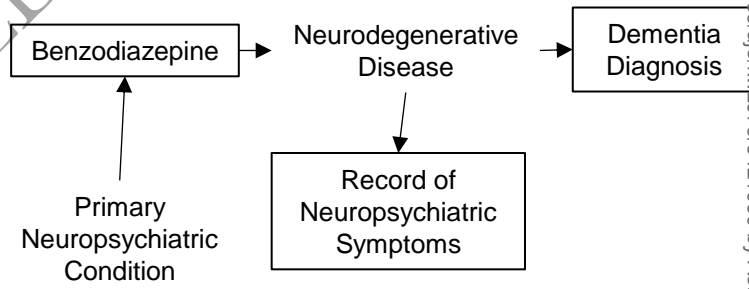 Benzodiazepine
Neurodegenerative
Disease
Dementia
Diagnosis
Record of
Neuropsychiatric
Symptoms
Primary
Neuropsychiatric
Condition